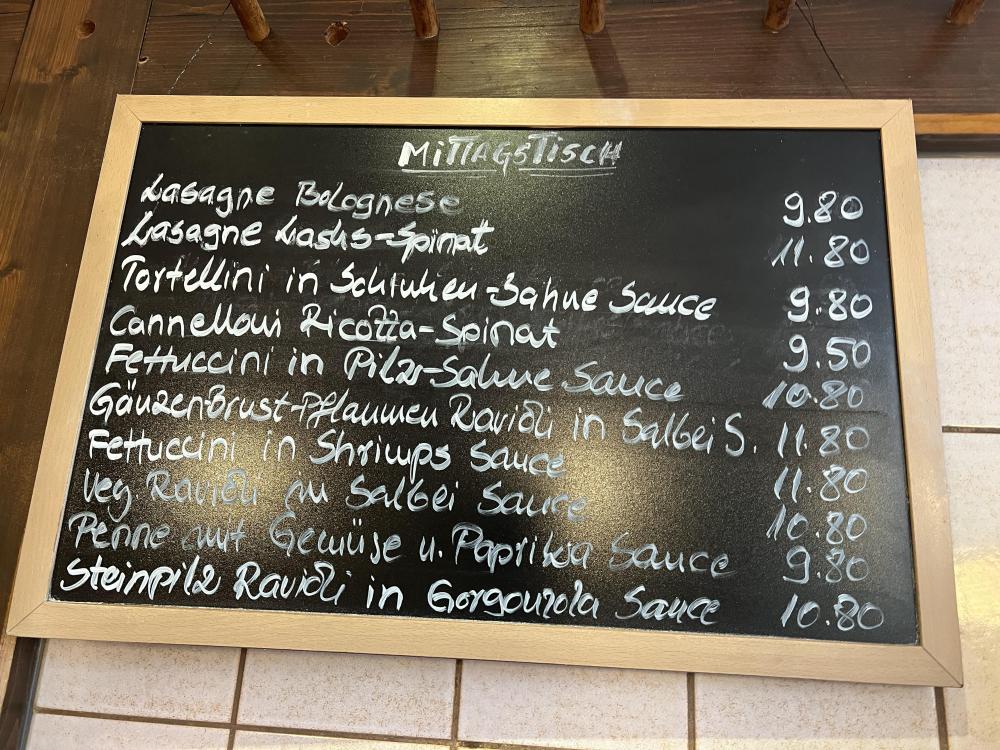 MITTAGSTISCH
Lasagne Bolognese 9.80
Lasagne Lachs-Spinat 11.80
Tortellini in Schinken-Sahne Sauce 9.80
Cannelloni Ricotta-Spinat 9.50
Fettuccini in Pilz-Sahne Sauce 10.80
Gänzenbrust-Pflaumen Ravioli in Salbei S. 11.80
Fettuccini in Shrimps Sauce 11.80
Veg Ravioli in Salbei Sauce 10.80
Penne mit Gemüse u. Paprika Sauce 9.80
Steinpilz Ravioli in Gorgonzola Sauce 10.80